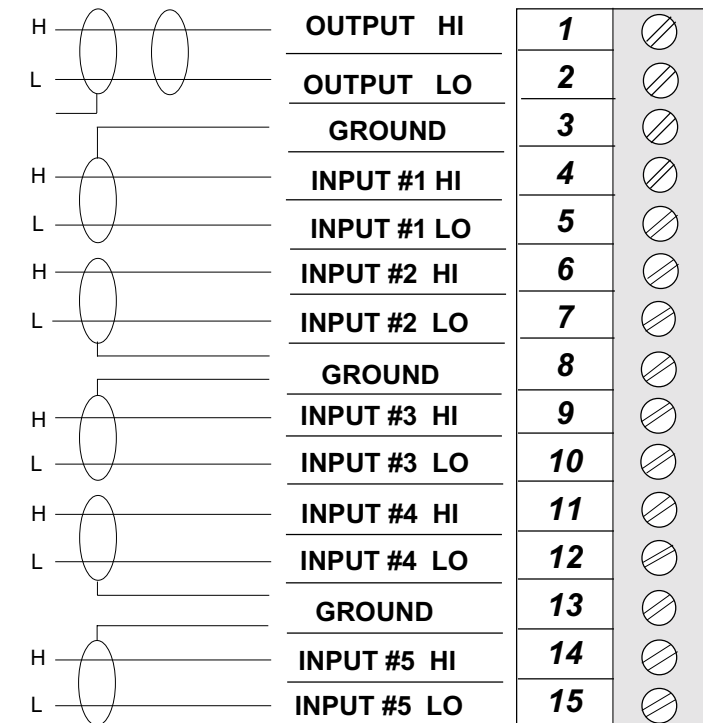 H OUTPUT HI 1
L OUTPUT LO 2
GROUND 3
H INPUT #1 HI 4
L INPUT #1 LO 5
H INPUT #2 HI 6
L INPUT #2 LO 7
GROUND 8
H INPUT #3 HI 9
L INPUT #3 LO 10
H INPUT #4 HI 11
L INPUT #4 LO 12
GROUND 13
H INPUT #5 HI 14
L INPUT #5 LO 15